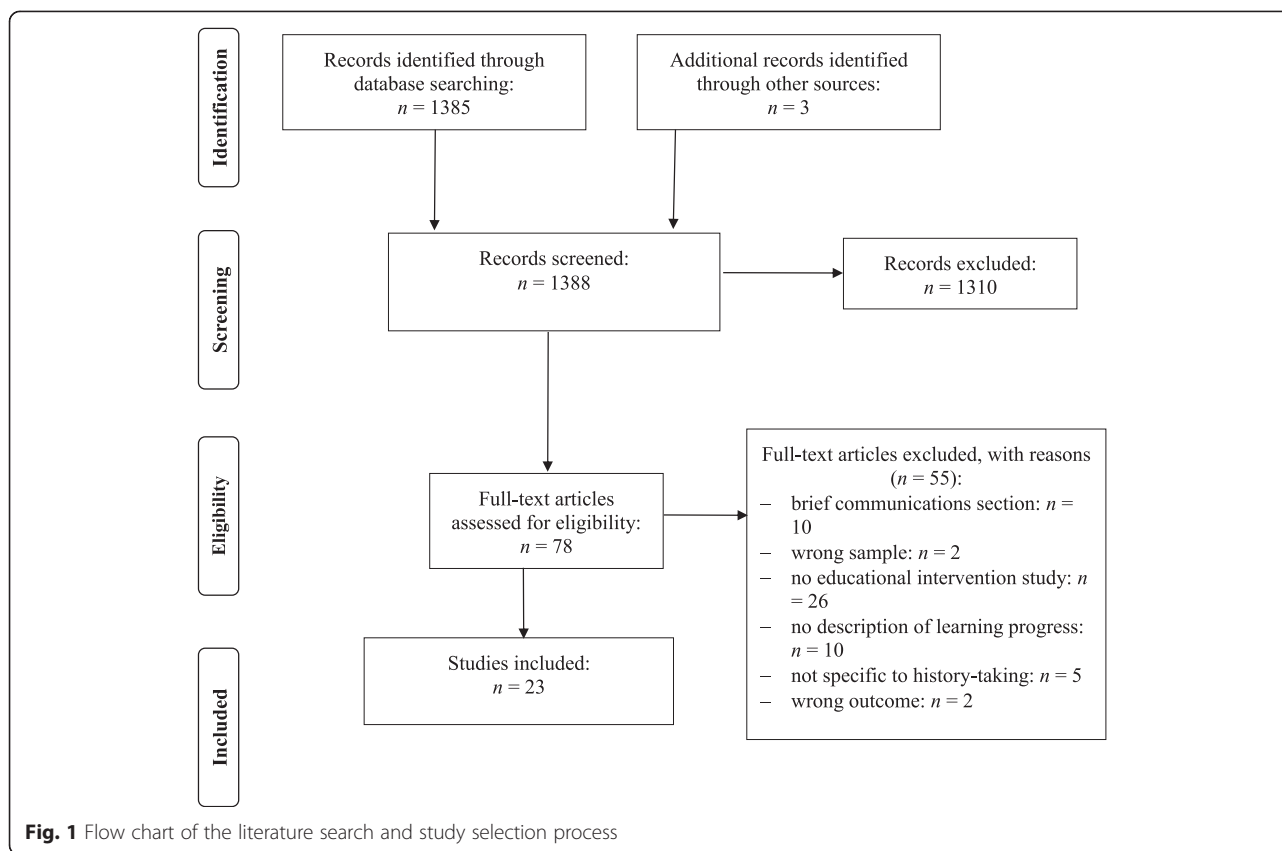 Identification
Records identified through
database searching:
n = 1385
Additional records identified
through other sources:
n = 3
Screening
Records screened:
n = 1388
Records excluded:
n = 1310
Eligibility
Full-text articles
assessed for eligibility:
n = 78
Full-text articles excluded, with reasons
(n = 55):
– brief communications section: n =
10
– wrong sample: n = 2
– no educational intervention study: n
= 26
– no description of learning progress:
n = 10
– not specific to history-taking: n = 5
– wrong outcome: n = 2
Included
Studies included:
n = 23
Fig. 1 Flow chart of the literature search and study selection process